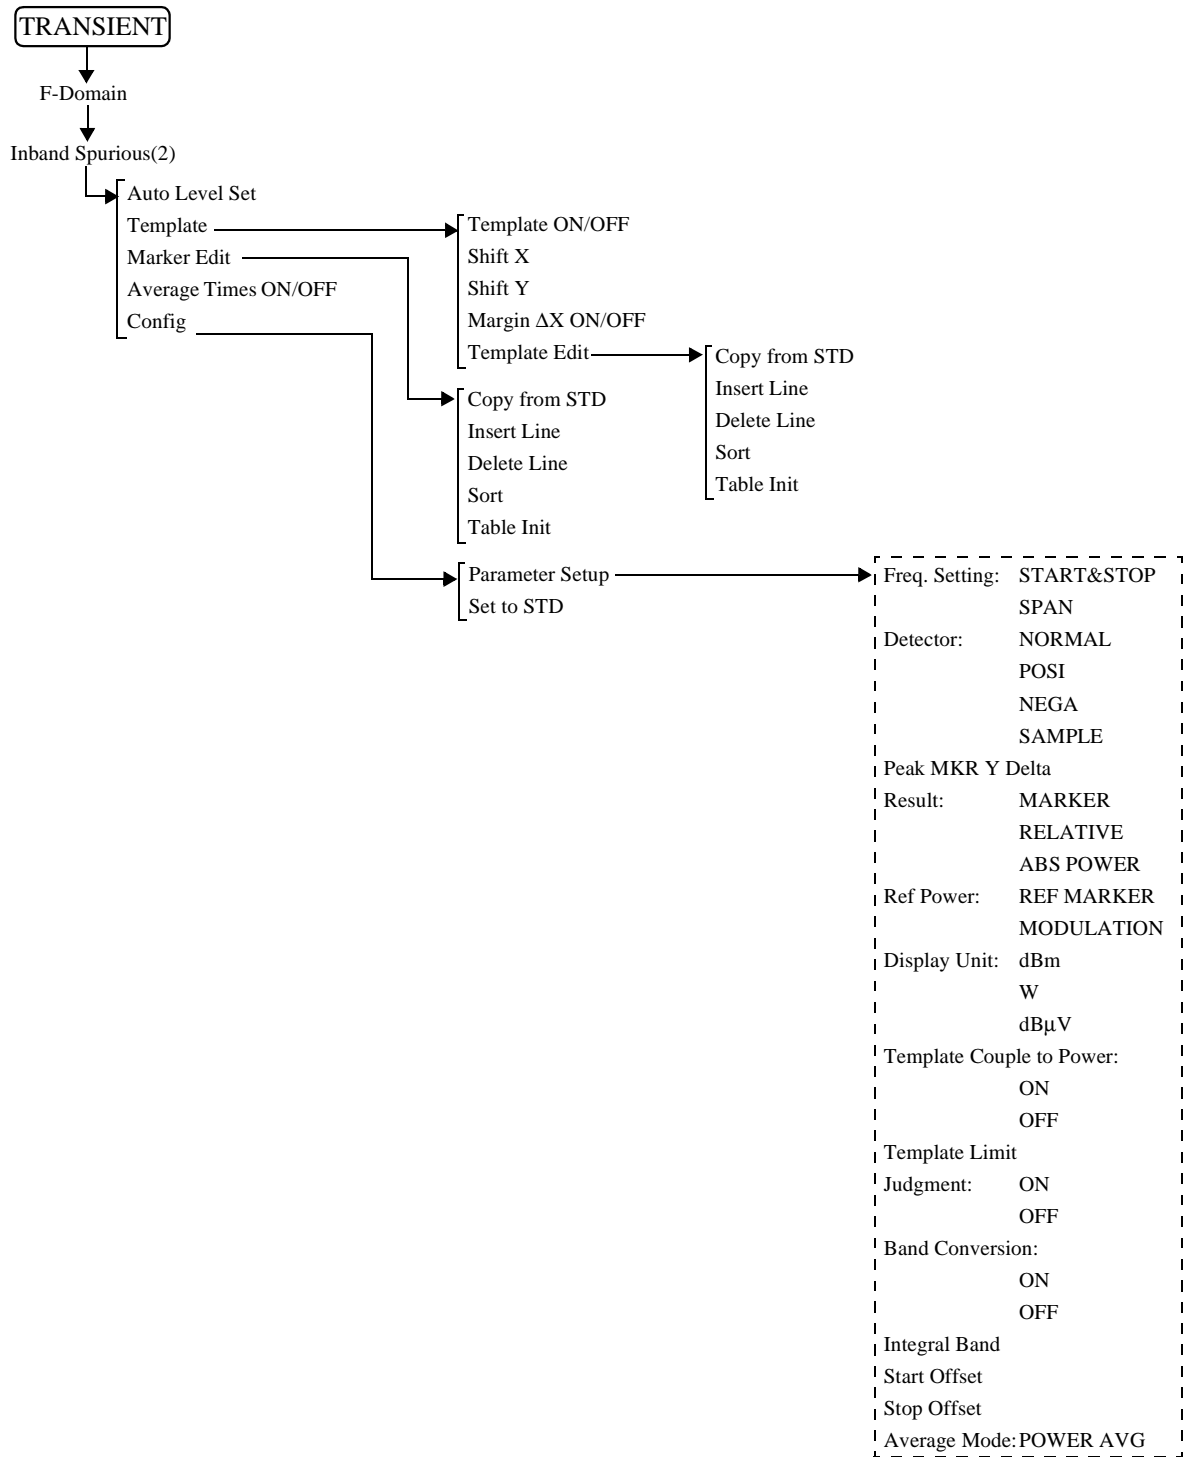 TRANSIENT
F-Domain
Inband Spurious(2)
Auto Level Set
Template
Marker Edit
Average Times ON/OFF
Config
Template ON/OFF
Shift X
Shift Y
Margin ΔX ON/OFF
Template Edit
Copy from STD
Insert Line
Delete Line
Sort
Table Init
Copy from STD
Insert Line
Delete Line
Sort
Table Init
Parameter Setup
Set to STD
Freq. Setting: START&STOP
SPAN
Detector: NORMAL
POSI
NEGA
SAMPLE
Peak MKR Y Delta
Result: MARKER
RELATIVE
ABS POWER
Ref Power: REF MARKER
MODULATION
Display Unit: dBm
W
dBμV
Template Couple to Power:
ON
OFF
Template Limit
Judgment: ON
OFF
Band Conversion:
ON
OFF
Integral Band
Start Offset
Stop Offset
Average Mode: POWER AVG